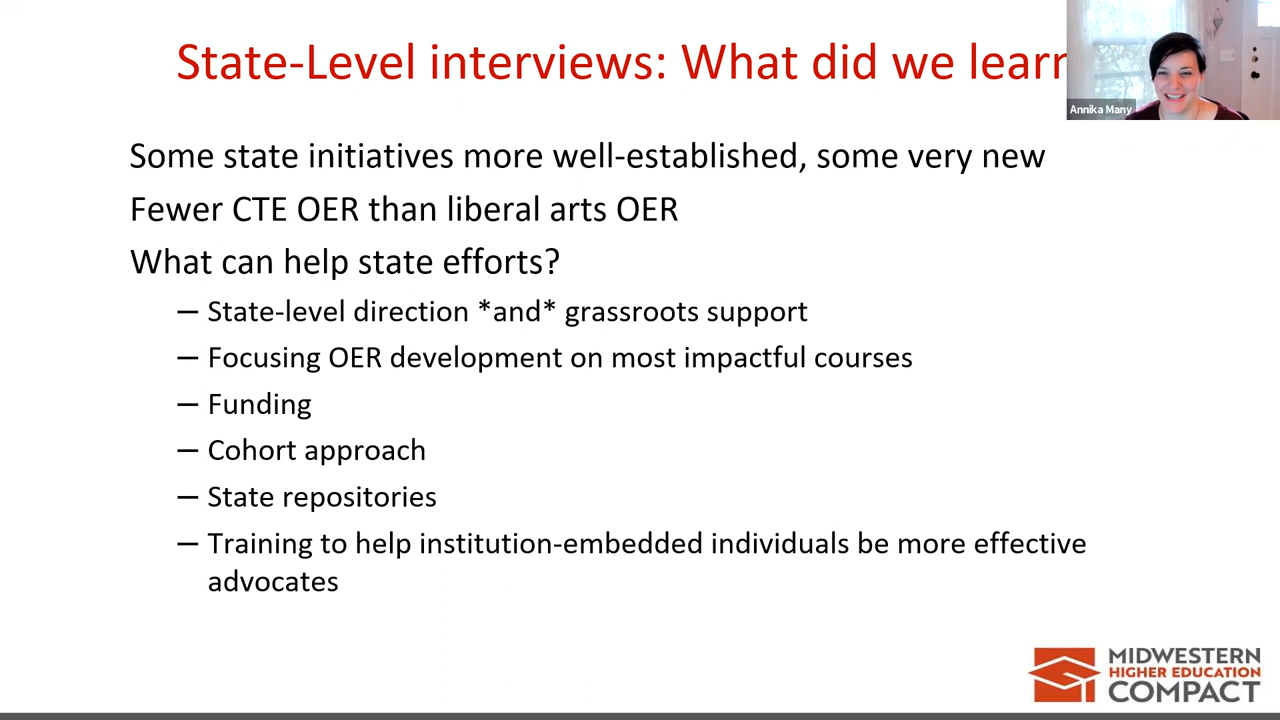 State-Level interviews: What did we learn
Annika Many
Some state initiatives more well-established, some very new
Fewer CTE OER than liberal arts OER
What can help state efforts?
– State-level direction *and* grassroots support
– Focusing OER development on most impactful courses
– Funding
– Cohort approach
– State repositories
– Training to help institution-embedded individuals be more effective
advocates
MIDWESTERN
HIGHER EDUCATION
COMPACT